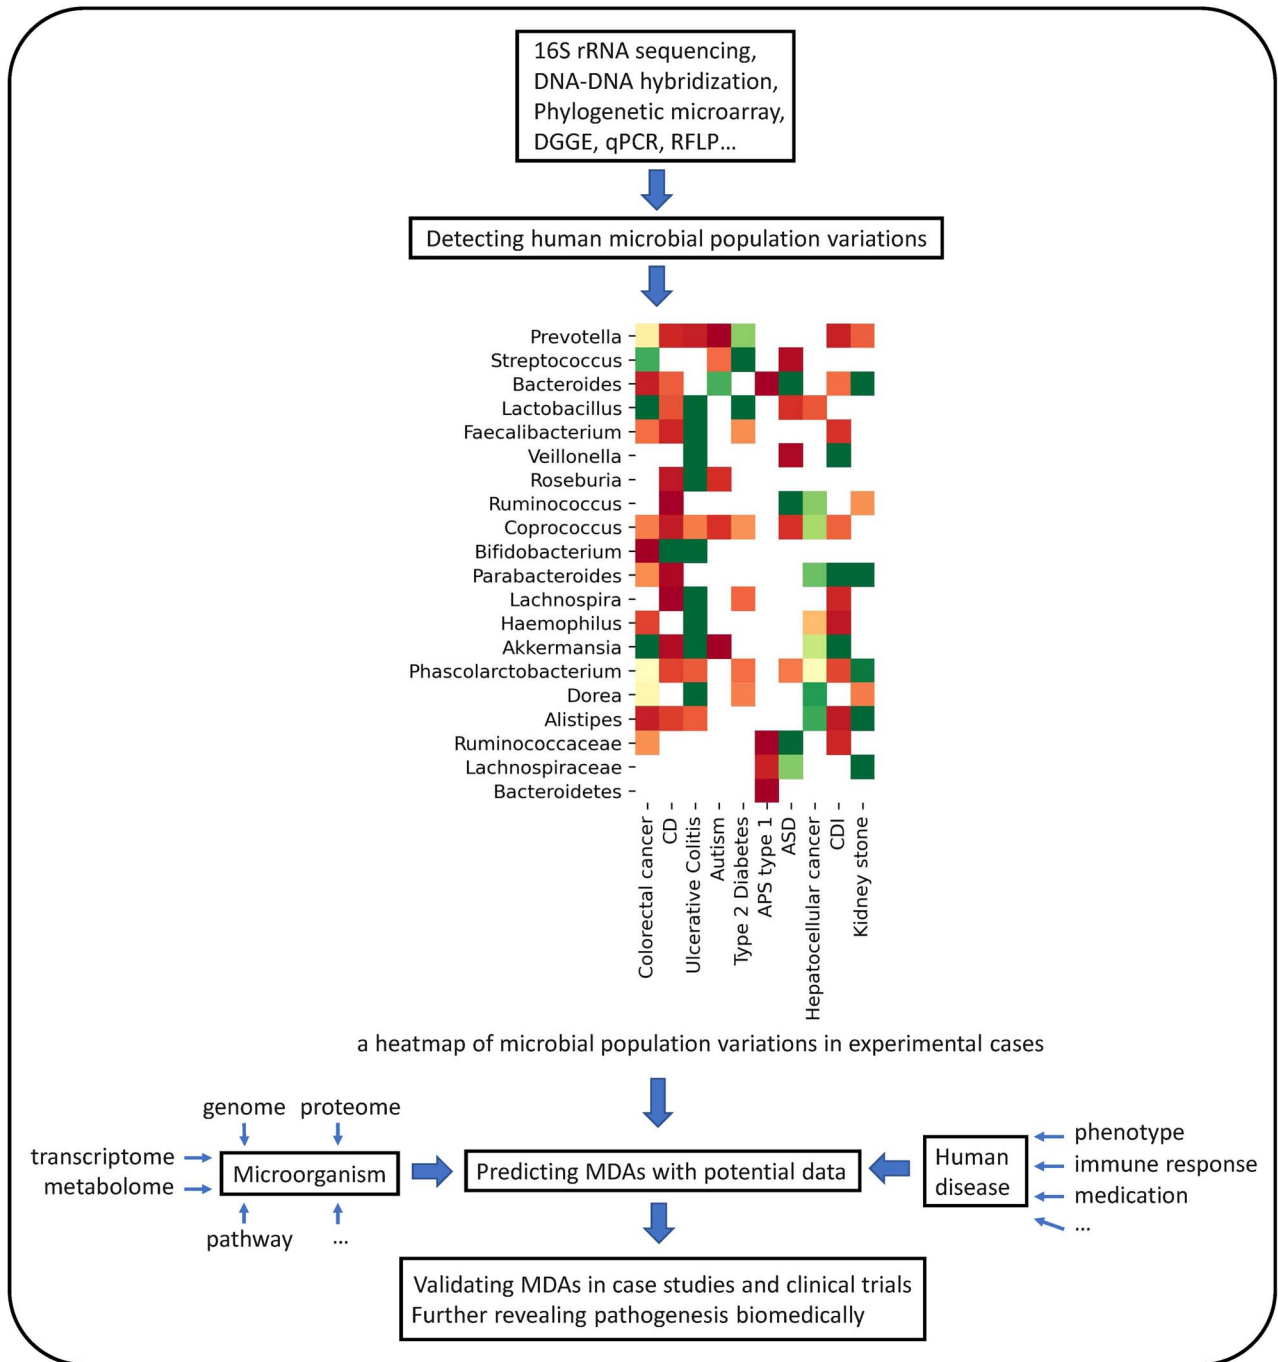 16S rRNA sequencing,
DNA-DNA hybridization,
Phylogenetic microarray,
DGGE, qPCR, RFLP...
Detecting human microbial population variations
Prevotella
Streptococcus
Bacteroides
Lactobacillus
Faecalibacterium
Veillonella
Roseburia
Ruminococcus
Coprococcus
Bifidobacterium
Parabacteroides
Lachnospira
Haemophilus
Akkermansia
Phascolarctobacterium
Dorea
Alistipes
Ruminococcaceae
Lachnospiraceae
Bacteroidetes
Colorectal cancer
CD
Ulcerative Colitis
Autism
Type 2 Diabetes
APS type 1
ASD
Hepatocellular cancer
CDI
Kidney stone
a heatmap of microbial population variations in experimental cases
genome
proteome
transcriptome
metabolome
Microorganism
pathway
...
Predicting MDAs with potential data
Human
disease
phenotype
immune response
medication
...
Validating MDAs in case studies and clinical trials
Further revealing pathogenesis biomedically